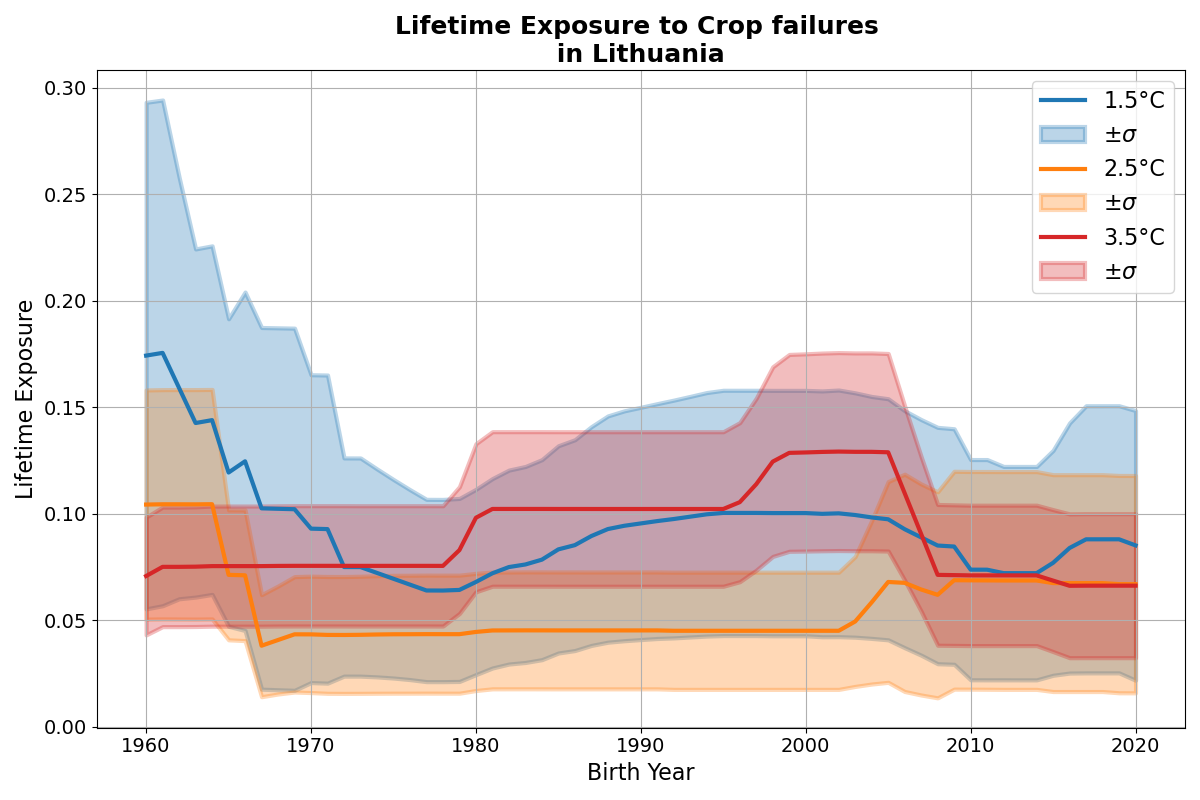 Lifetime Exposure to Crop failures
in Lithuania
0.30
0.25
0.20
0.15
0.10
0.05
0.00
Lifetime Exposure
1960
1970
1980
1990
2000
2010
2020
Birth Year
1.5°C
±σ
2.5°C
±σ
3.5°C
±σ